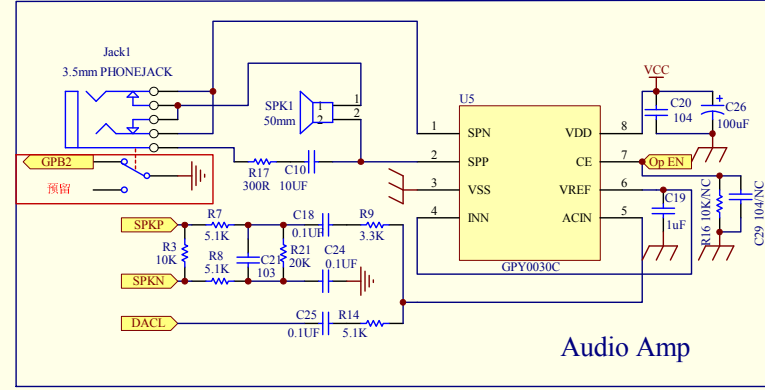 Jack1
3.5mm PHONEJACK
SPK1
50mm
1
2
1
2
GPB2
预留
R17
300R
C10
10UF
U5
1
SPN
2
SPP
3
VSS
4
INN
VDD
8
CE
7
VREF
6
ACIN
5
GPY0030C
VCC
C20
104
+
C26
100uF
Op EN
C19
1uF
R16 10K/NC
C29 104/NC
SPKP
R7
5.1K
C18
0.1UF
R9
3.3K
R3
10K
R8
5.1K
C21
103
R21
20K
C24
0.1UF
SPKN
DACL
C25
0.1UF
R14
5.1K
Audio Amp